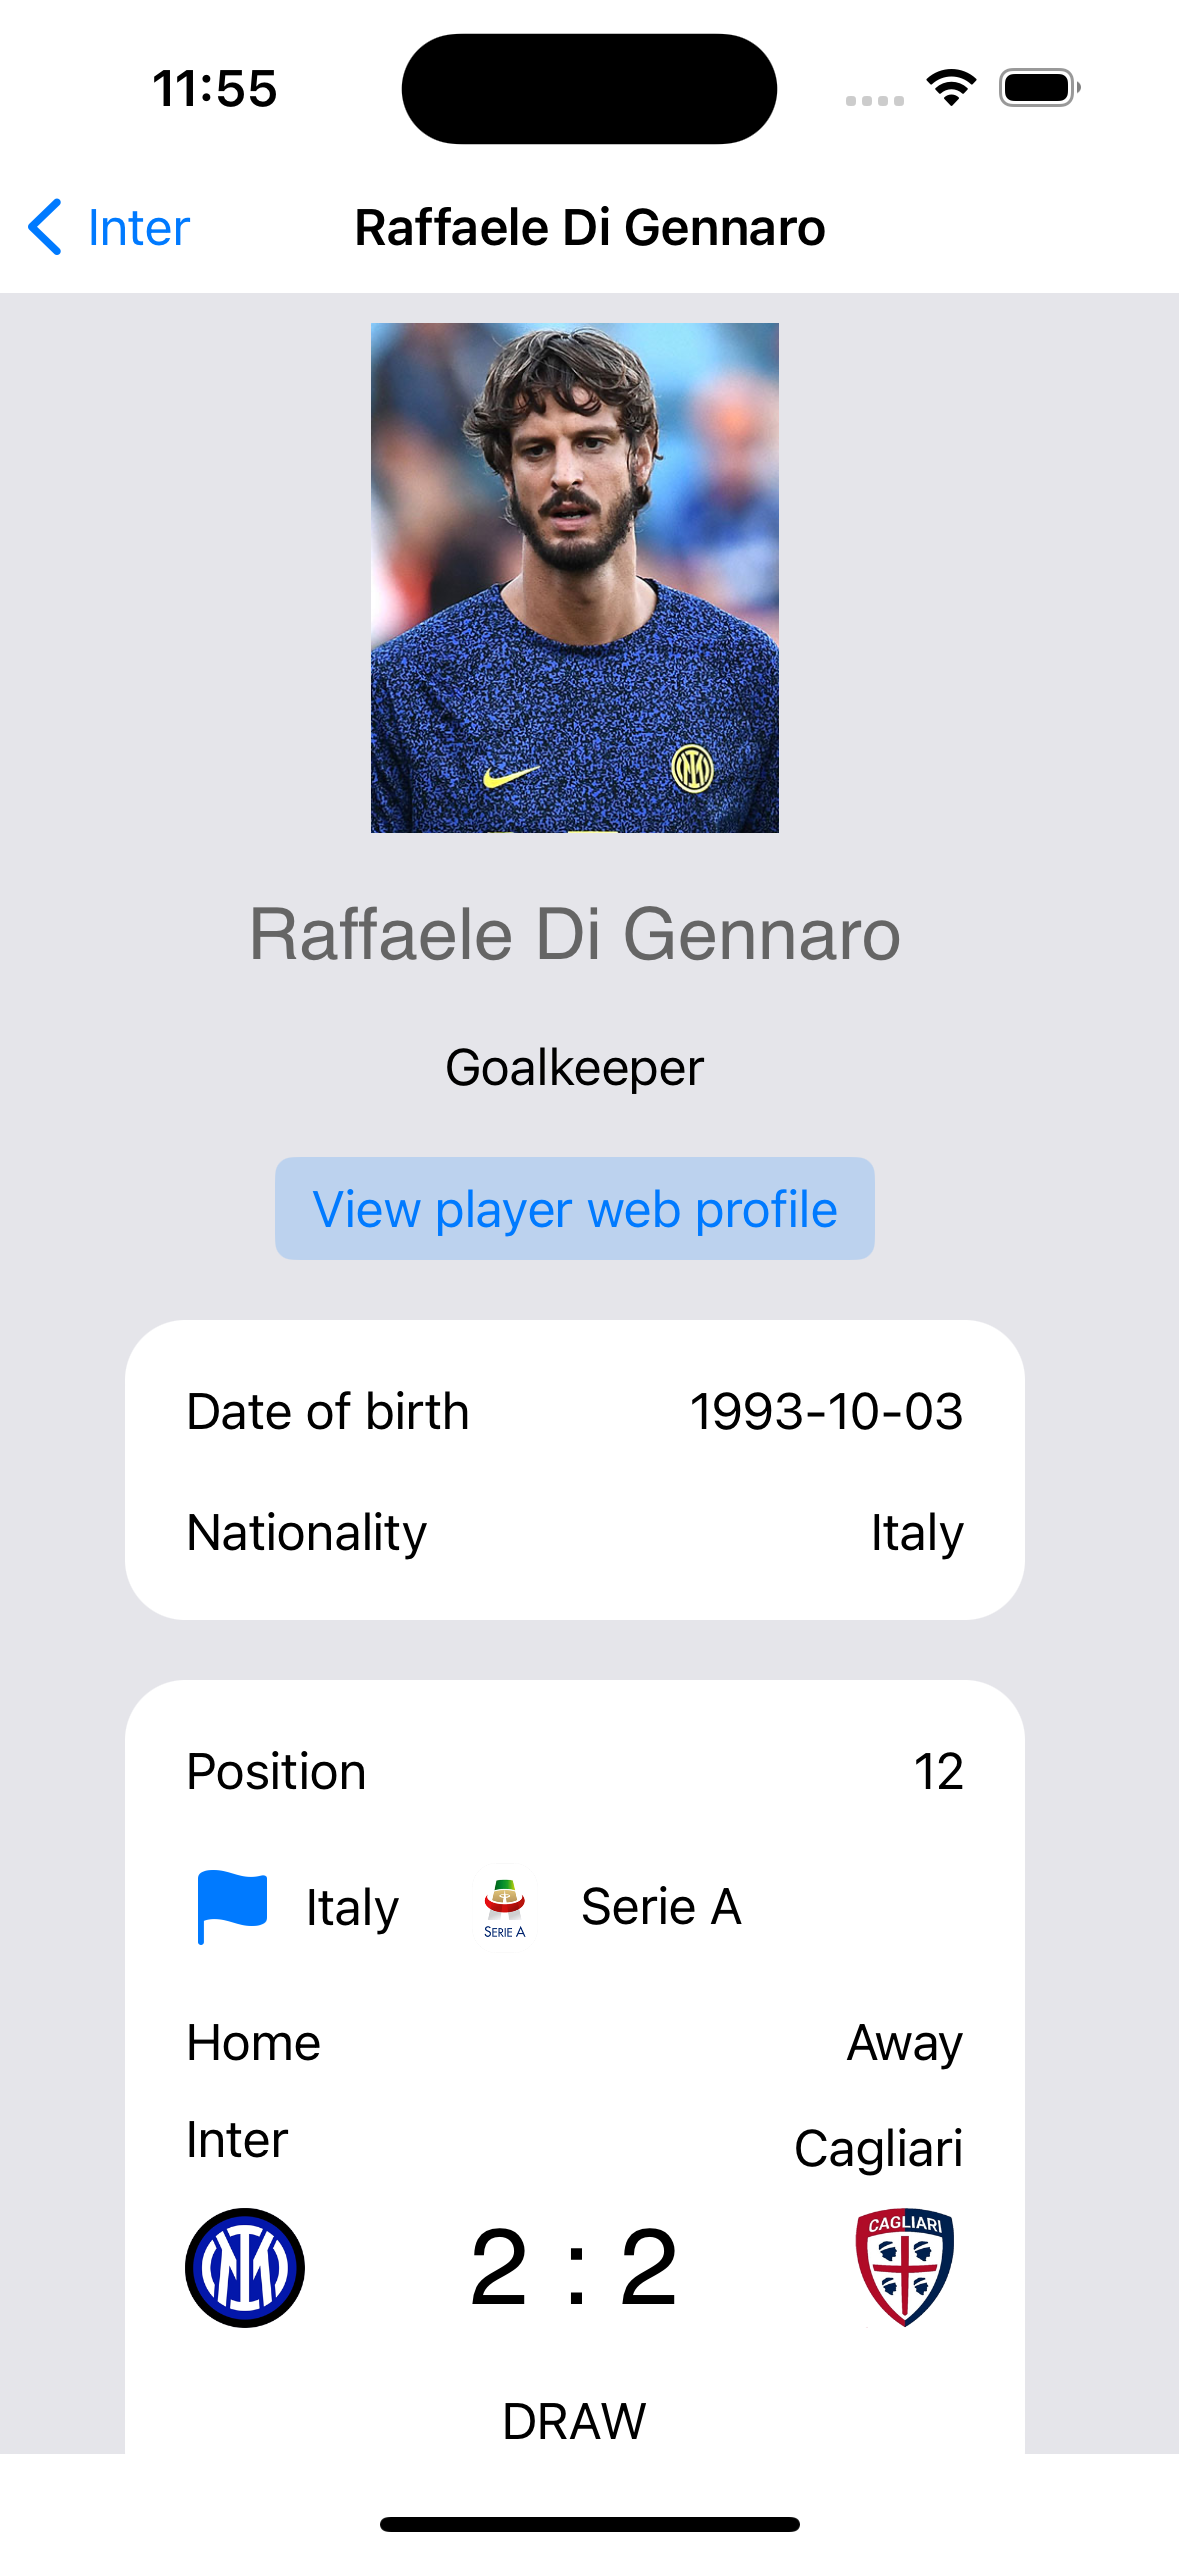 11:55
Inter
Raffaele Di Gennaro
Raffaele Di Gennaro
Goalkeeper
View player web profile
Date of birth 1993-10-03
Nationality Italy
Position 12
Italy SERIE A Serie A
Home Away
Inter Cagliari
CAGLIARI
2 : 2
DRAW